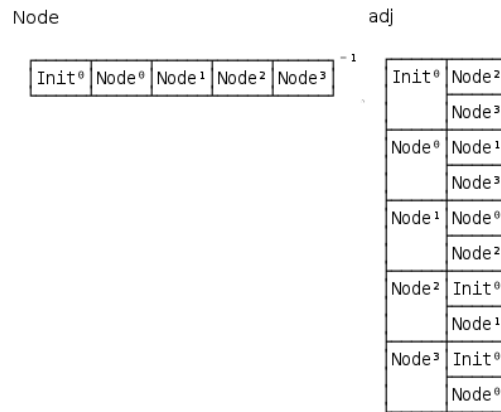 Node
Init⁰ Node⁰ Node¹ Node² Node³ ⁻¹
adj
Init⁰ Node²
Node³
Node⁰ Node¹
Node³
Node¹ Node⁰
Node²
Node² Init⁰
Node¹
Node³ Init⁰
Node⁰